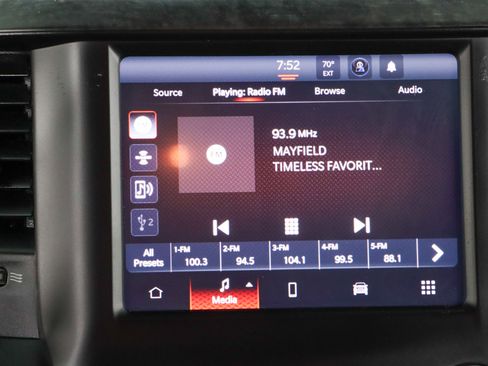 7:52
70°
EXT
Source Playing: Radio FM Browse Audio
93.9 MHz
FM
MAYFIELD
TIMELESS FAVORIT...
2
All Presets
1-FM 2-FM 3-FM 4-FM 5-FM
100.3 94.5 104.1 99.5 88.1
Media